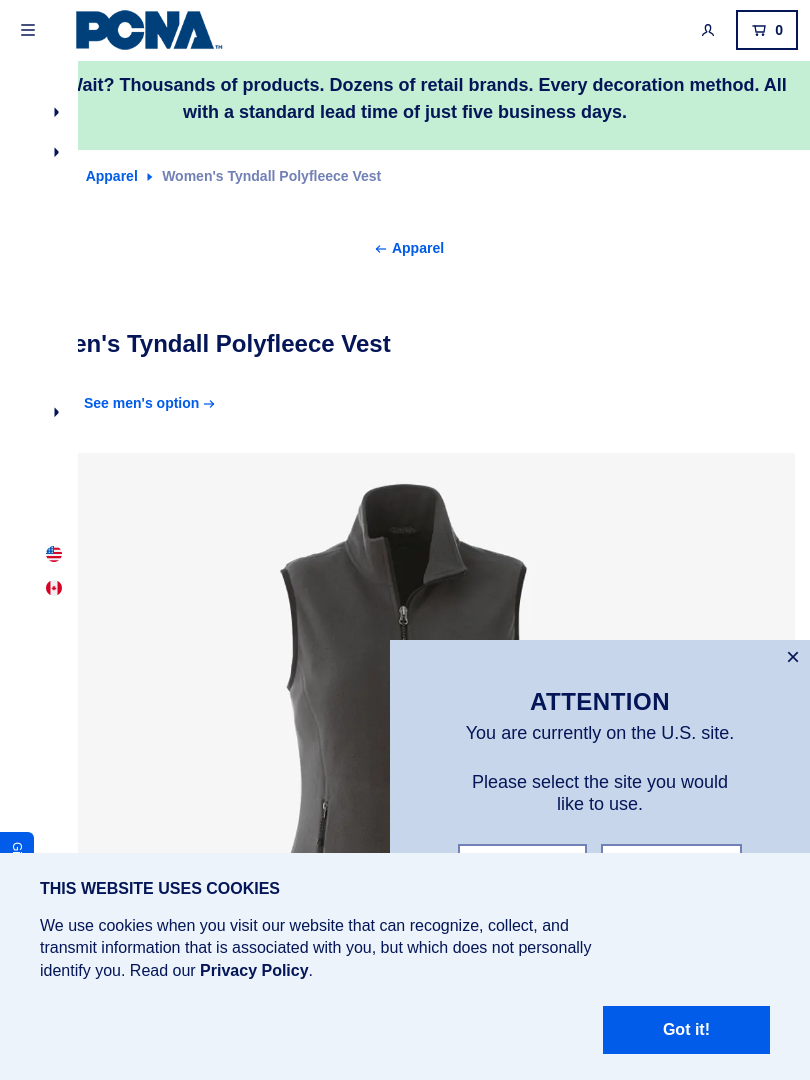 PCNA
0
Wait? Thousands of products. Dozens of retail brands. Every decoration method. All
with a standard lead time of just five business days.
Apparel
Women's Tyndall Polyfleece Vest
Apparel
en's Tyndall Polyfleece Vest
See men's option
ATTENTION
You are currently on the U.S. site.
Please select the site you would
like to use.
THIS WEBSITE USES COOKIES
We use cookies when you visit our website that can recognize, collect, and
transmit information that is associated with you, but which does not personally
identify you. Read our Privacy Policy.
Got it!